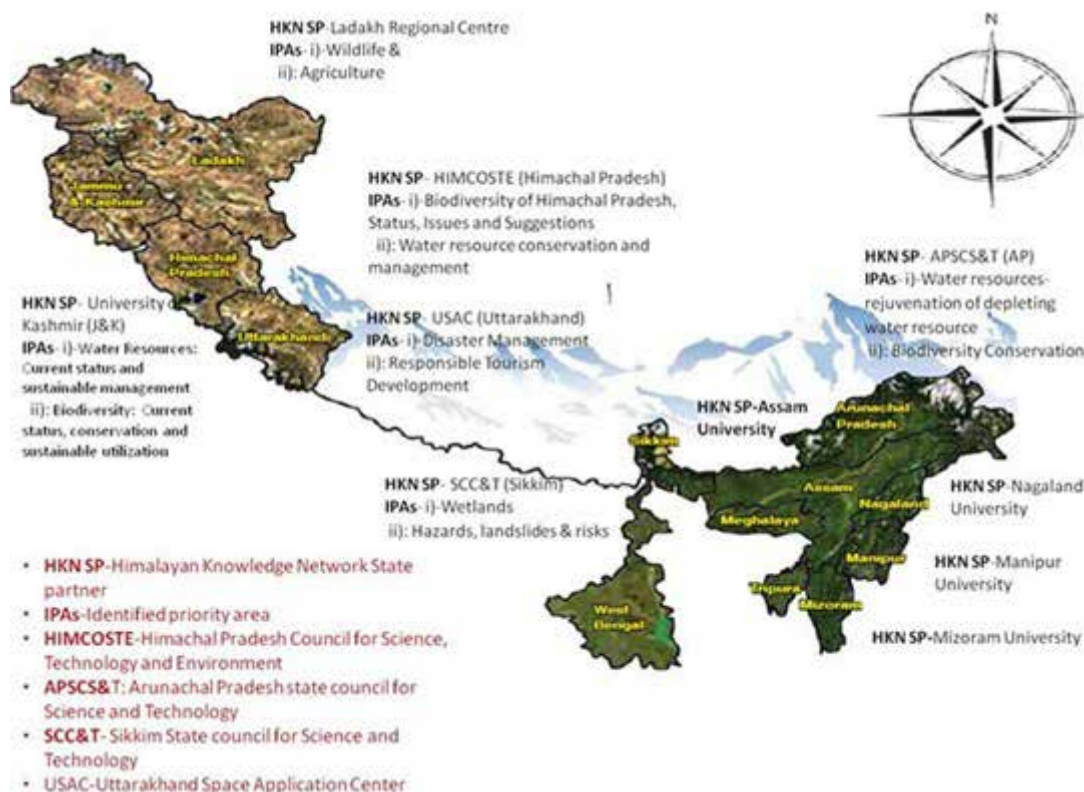 HKN SP-Ladakh Regional Centre
IPAs- i)-Wildlife &
ii): Agriculture
N
Ladakh
Jammu
& Kashmir
Himachal
Pradesh
Uttarakhand
HKN SP- HIMCOSTE (Himachal Pradesh)
IPAs- i)-Biodiversity of Himachal Pradesh,
Status, Issues and Suggestions
ii): Water resource conservation and
management
HKN SP- APSCS&T (AP)
IPAs- i)-Water resources-
rejuvenation of depleting
water resource
ii): Biodiversity Conservation
HKN SP- University
Kashmir (J&K)
IPAs- i)-Water Resources:
Current status and
sustainable management
ii): Biodiversity: Current
status, conservation and
sustainable utilization
HKN SP- USAC (Uttarakhand)
IPAs- i)-Disaster Management
ii): Responsible Tourism
Development
HKN SP-Assam
University
Sikkim
Arunachal
Pradesh
Assam
Nagaland
Meghalaya
Manipur
Tripura
Mizoram
West
Bengal
HKN SP- SCC&T (Sikkim)
IPAs- i)-Wetlands
ii): Hazards, landslides & risks
HKN SP-Nagaland
University
HKN SP-Manipur
University
HKN SP-Mizoram University
• HKN SP-Himalayan Knowledge Network State
partner
• IPAs-Identified priority area
• HIMCOSTE-Himachal Pradesh Council for Science,
Technology and Environment
• APSCS&T: Arunachal Pradesh state council for
Science and Technology
• SCC&T- Sikkim State council for Science and
Technology
• USAC-Uttarakhand Space Application Center